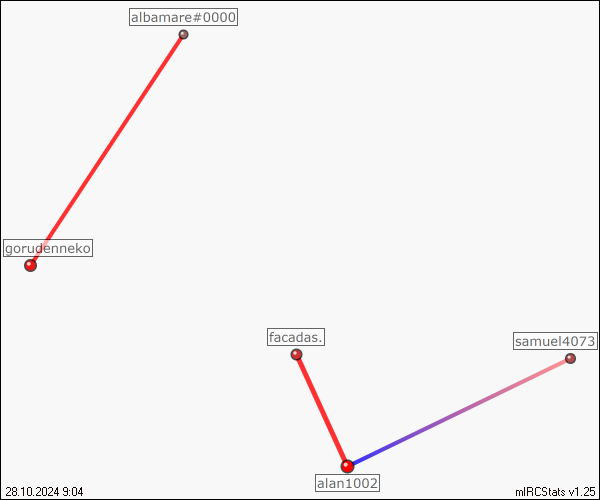 albamare#0000
gorudenneko
facadas.
samuel4073
alan1002
28.10.2024 9:04
mIRCStats v1.25